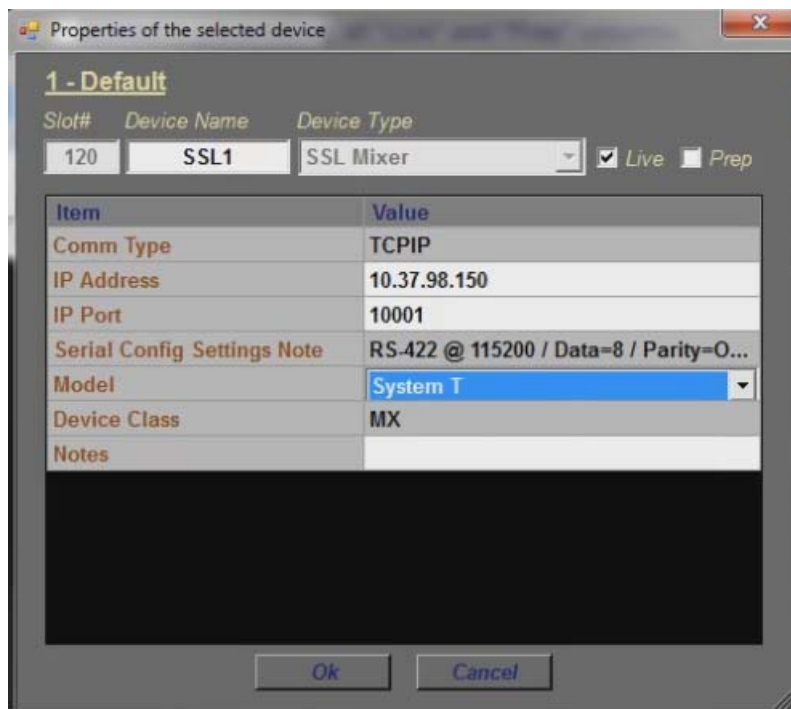 Properties of the selected device
1 - Default
Slot# Device Name Device Type
120 SSL1 SSL Mixer Live Prep
Item Value
Comm Type TCPIP
IP Address 10.37.98.150
IP Port 10001
Serial Config Settings Note RS-422 @ 115200 / Data=8 / Parity=O...
Model System T
Device Class MX
Notes
Ok Cancel